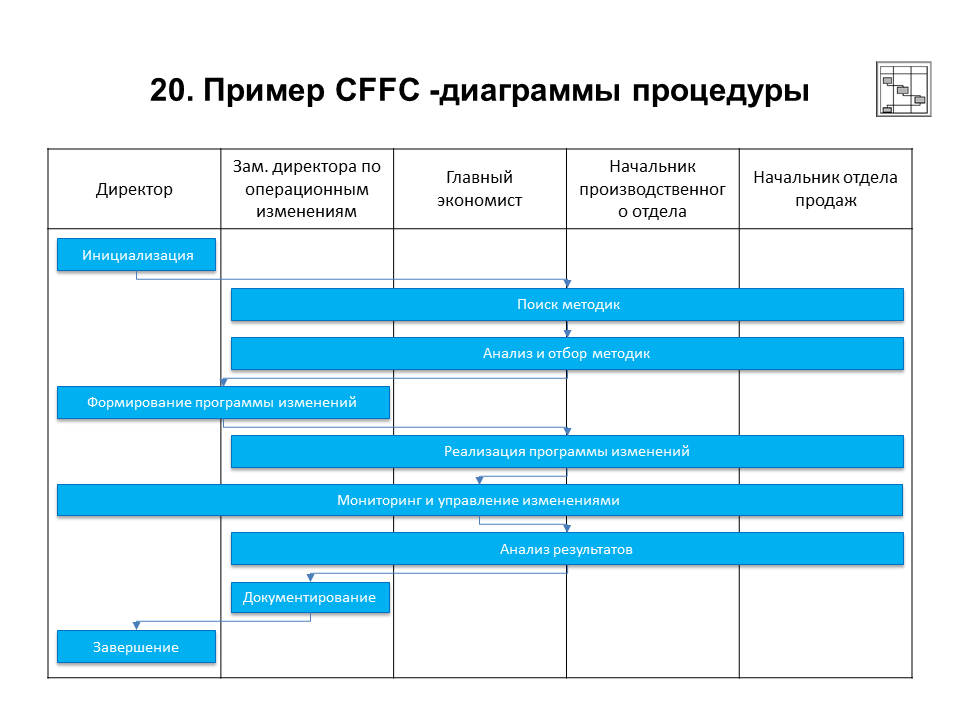 20. Пример CFFC -диаграммы процедуры
Директор
Зам. директора по
операционным
изменениям
Главный
экономист
Начальник
производственног
о отдела
Начальник отдела
продаж
Инициализация
Поиск методик
Анализ и отбор методик
Формирование программы изменений
Реализация программы изменений
Мониторинг и управление изменениями
Анализ результатов
Документирование
Завершение